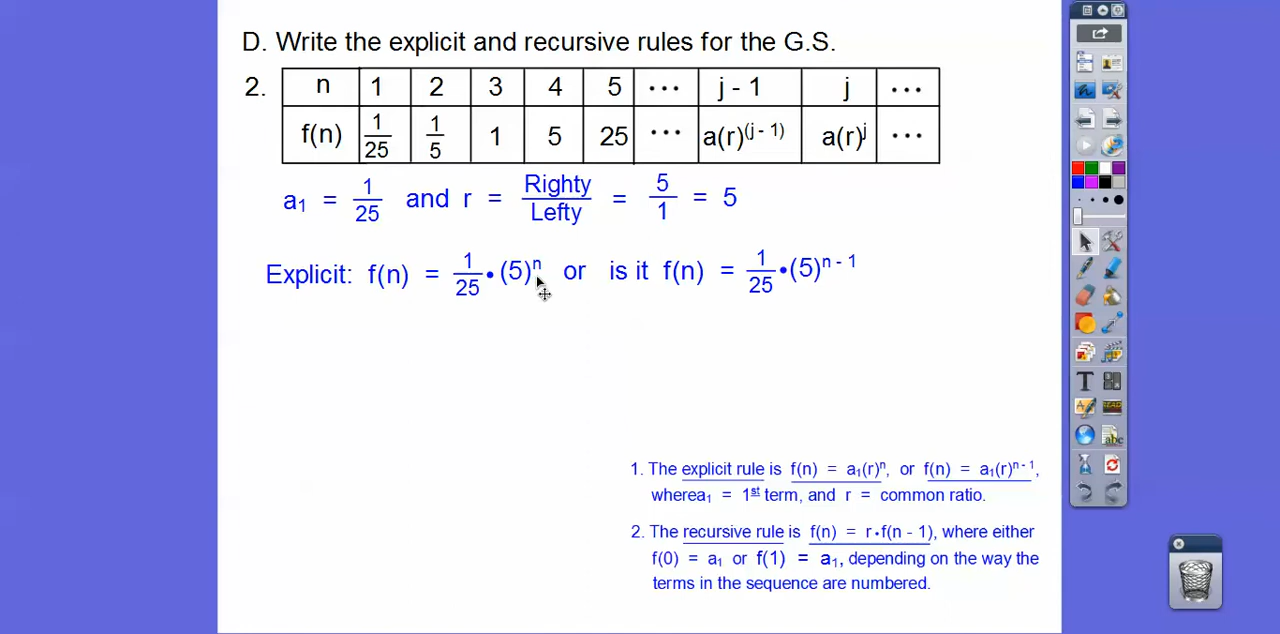 D. Write the explicit and recursive rules for the G.S.
2. n 1 2 3 4 5 ··· j - 1 j ···
f(n) 1/25 1/5 1 5 25 ··· a(r)^(j - 1) a(r)^j ···
a₁ = 1/25 and r = Righty/Lefty = 5/1 = 5
Explicit: f(n) = 1/25 • (5)^n or is it f(n) = 1/25 • (5)^n - 1
1. The explicit rule is f(n) = a₁(r)^n, or f(n) = a₁(r)^n - 1,
wherea₁ = 1st term, and r = common ratio.
2. The recursive rule is f(n) = r•f(n - 1), where either
f(0) = a₁ or f(1) = a₁, depending on the way the
terms in the sequence are numbered.